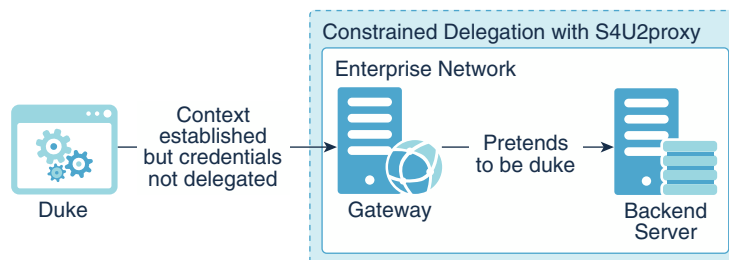 Constrained Delegation with S4U2proxy
Enterprise Network
Context
established
but credentials
not delegated
Pretends
to be duke
Duke
Gateway
Backend
Server